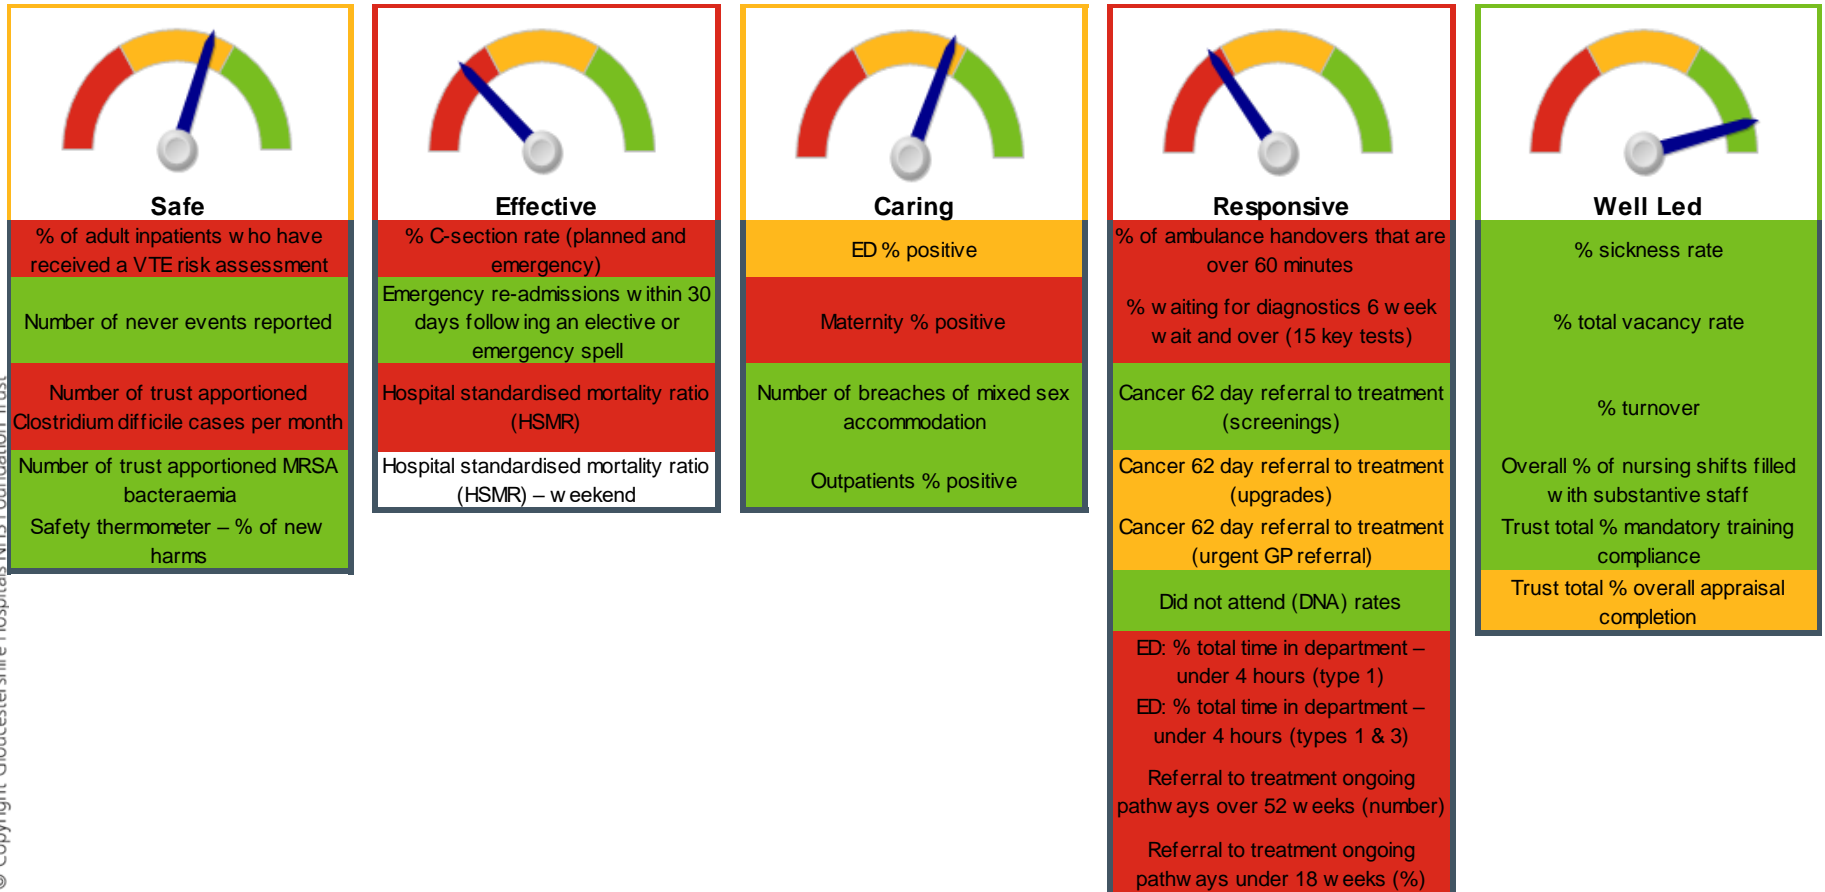 Safe
% of adult inpatients who have
received a VTE risk assessment
Number of never events reported
Number of trust apportioned
Clostridium difficile cases per month
Number of trust apportioned MRSA
bacteraemia
Safety thermometer – % of new
harms
Effective
% C-section rate (planned and
emergency)
Emergency re-admissions within 30
days following an elective or
emergency spell
Hospital standardised mortality ratio
(HSMR)
Hospital standardised mortality ratio
(HSMR) – weekend
Caring
ED % positive
Maternity % positive
Number of breaches of mixed sex
accommodation
Outpatients % positive
Responsive
% of ambulance handovers that are
over 60 minutes
% waiting for diagnostics 6 week
wait and over (15 key tests)
Cancer 62 day referral to treatment
(screenings)
Cancer 62 day referral to treatment
(upgrades)
Cancer 62 day referral to treatment
(urgent GP referral)
Did not attend (DNA) rates
ED: % total time in department –
under 4 hours (type 1)
ED: % total time in department –
under 4 hours (types 1 & 3)
Referral to treatment ongoing
pathways over 52 weeks (number)
Referral to treatment ongoing
pathways under 18 weeks (%)
Well Led
% sickness rate
% total vacancy rate
% turnover
Overall % of nursing shifts filled
with substantive staff
Trust total % mandatory training
compliance
Trust total % overall appraisal
completion
© Copyright Gloucestershire Hospitals NHS Foundation Trust